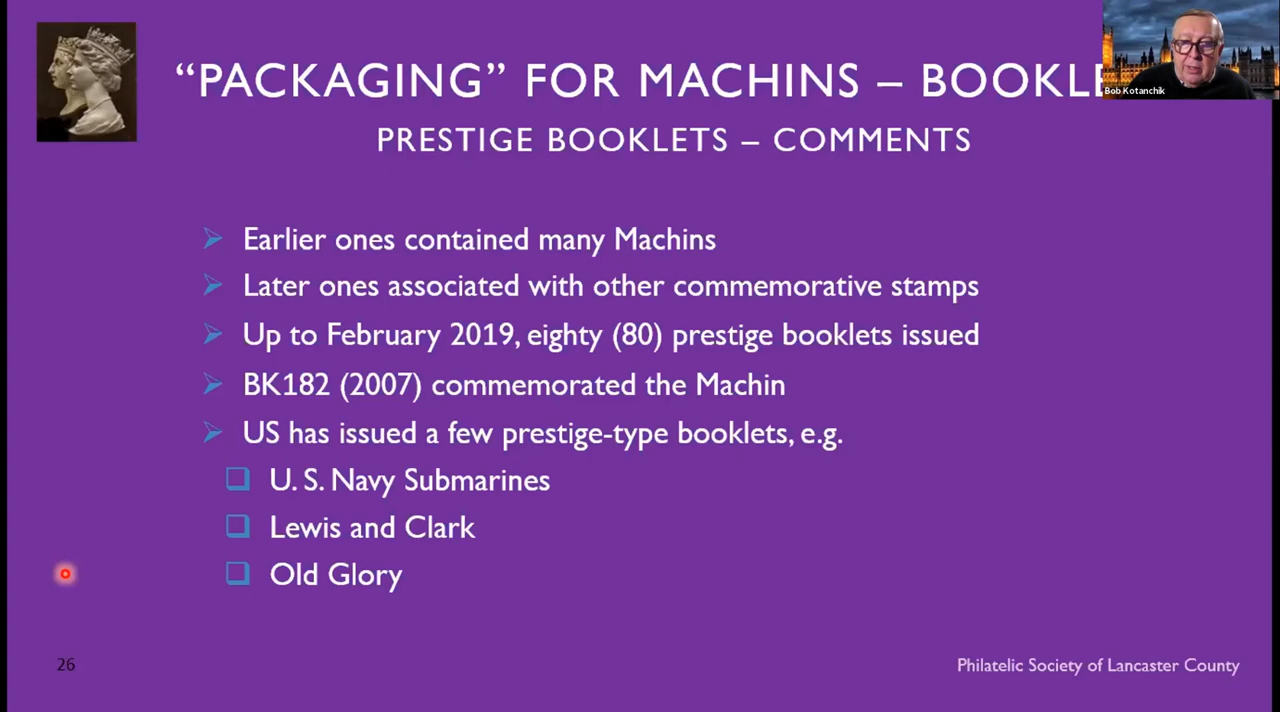 “PACKAGING” FOR MACHINS – BOOKLE
Bob Kotanchik
PRESTIGE BOOKLETS – COMMENTS
Earlier ones contained many Machins
Later ones associated with other commemorative stamps
Up to February 2019, eighty (80) prestige booklets issued
BK182 (2007) commemorated the Machin
US has issued a few prestige-type booklets, e.g.
U. S. Navy Submarines
Lewis and Clark
Old Glory
26
Philatelic Society of Lancaster County